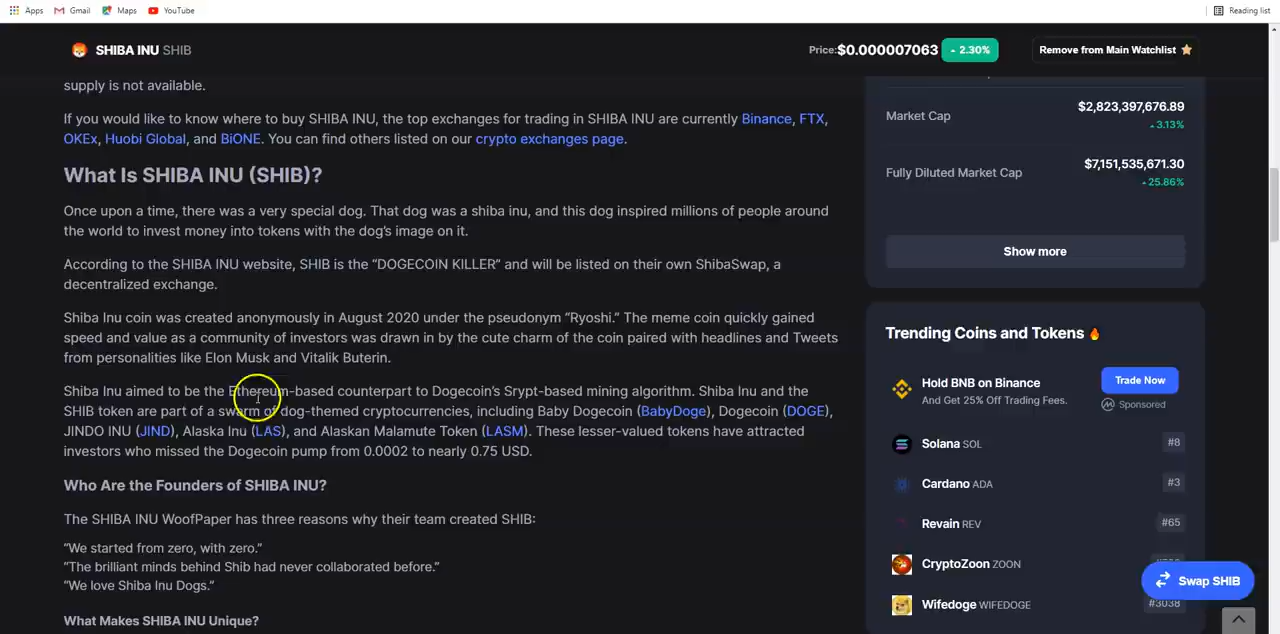 Apps Gmail Maps YouTube Reading list
SHIBA INU SHIB Price:$0.000007063 2.30% Remove from Main Watchlist
supply is not available.
If you would like to know where to buy SHIBA INU, the top exchanges for trading in SHIBA INU are currently Binance, FTX,
OKEx, Huobi Global, and BiONE. You can find others listed on our crypto exchanges page.
What Is SHIBA INU (SHIB)?
Once upon a time, there was a very special dog. That dog was a shiba inu, and this dog inspired millions of people around
the world to invest money into tokens with the dog's image on it.
According to the SHIBA INU website, SHIB is the “DOGECOIN KILLER” and will be listed on their own ShibaSwap, a
decentralized exchange.
Shiba Inu coin was created anonymously in August 2020 under the pseudonym “Ryoshi.” The meme coin quickly gained
speed and value as a community of investors was drawn in by the cute charm of the coin paired with headlines and Tweets
from personalities like Elon Musk and Vitalik Buterin.
Shiba Inu aimed to be the Ethereum-based counterpart to Dogecoin's Srypt-based mining algorithm. Shiba Inu and the
SHIB token are part of a swarm of dog-themed cryptocurrencies, including Baby Dogecoin (BabyDoge), Dogecoin (DOGE),
JINDO INU (JIND), Alaska Inu (LAS), and Alaskan Malamute Token (LASM). These lesser-valued tokens have attracted
investors who missed the Dogecoin pump from 0.0002 to nearly 0.75 USD.
Who Are the Founders of SHIBA INU?
The SHIBA INU WoofPaper has three reasons why their team created SHIB:
“We started from zero, with zero.”
“The brilliant minds behind Shib had never collaborated before.”
“We love Shiba Inu Dogs.”
What Makes SHIBA INU Unique?
Market Cap $2,823,397,676.89
3.13%
Fully Diluted Market Cap $7,151,535,671.30
25.86%
Show more
Trending Coins and Tokens
Hold BNB on Binance Trade Now
And Get 25% Off Trading Fees. Sponsored
Solana SOL #8
Cardano ADA #3
Revain REV #65
CryptoZoon ZOON
Swap SHIB
Wifedoge WIFEDOGE #3038